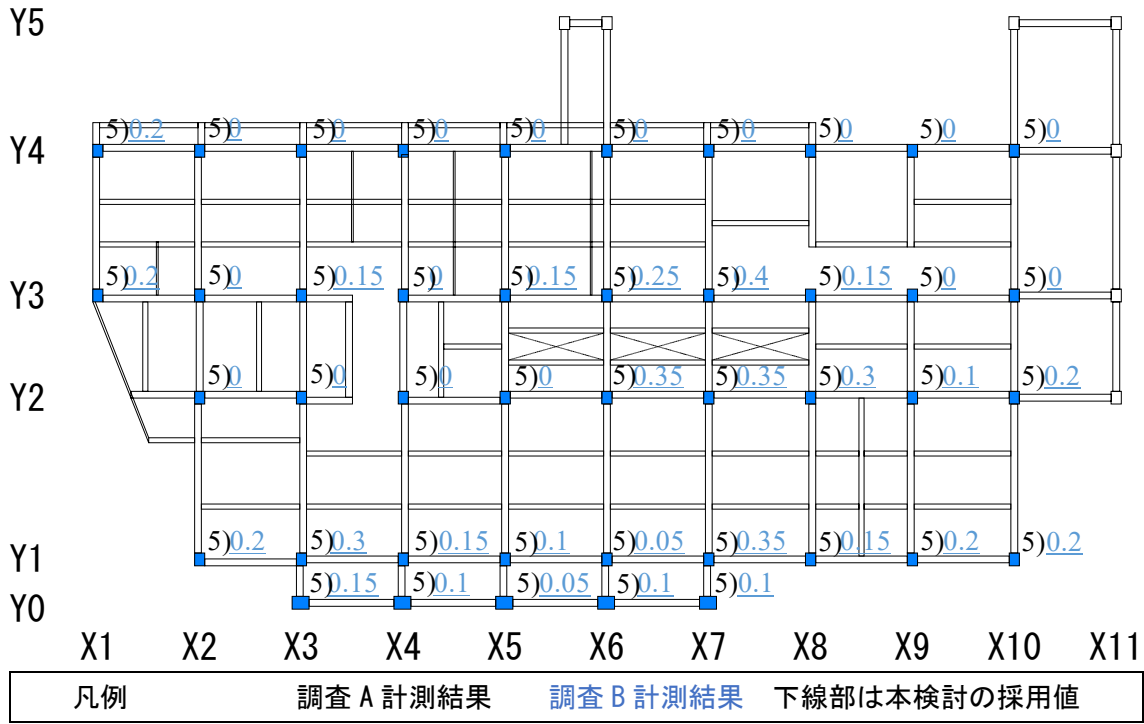 Y5
Y4 5)0.2 5)0 5)0 5)0 5)0 5)0 5)0 5)0 5)0 5)0
Y3 5)0.2 5)0 5)0.15 5)0 5)0.15 5)0.25 5)0.4 5)0.15 5)0 5)0
Y2 5)0 5)0 5)0 5)0 5)0.35 5)0.35 5)0.3 5)0.1 5)0.2
Y1 5)0.2 5)0.3 5)0.15 5)0.1 5)0.05 5)0.35 5)0.15 5)0.2 5)0.2
Y0 5)0.15 5)0.1 5)0.05 5)0.1 5)0.1
X1 X2 X3 X4 X5 X6 X7 X8 X9 X10 X11
凡例 調査 A 計測結果 調査 B 計測結果 下線部は本検討の採用値